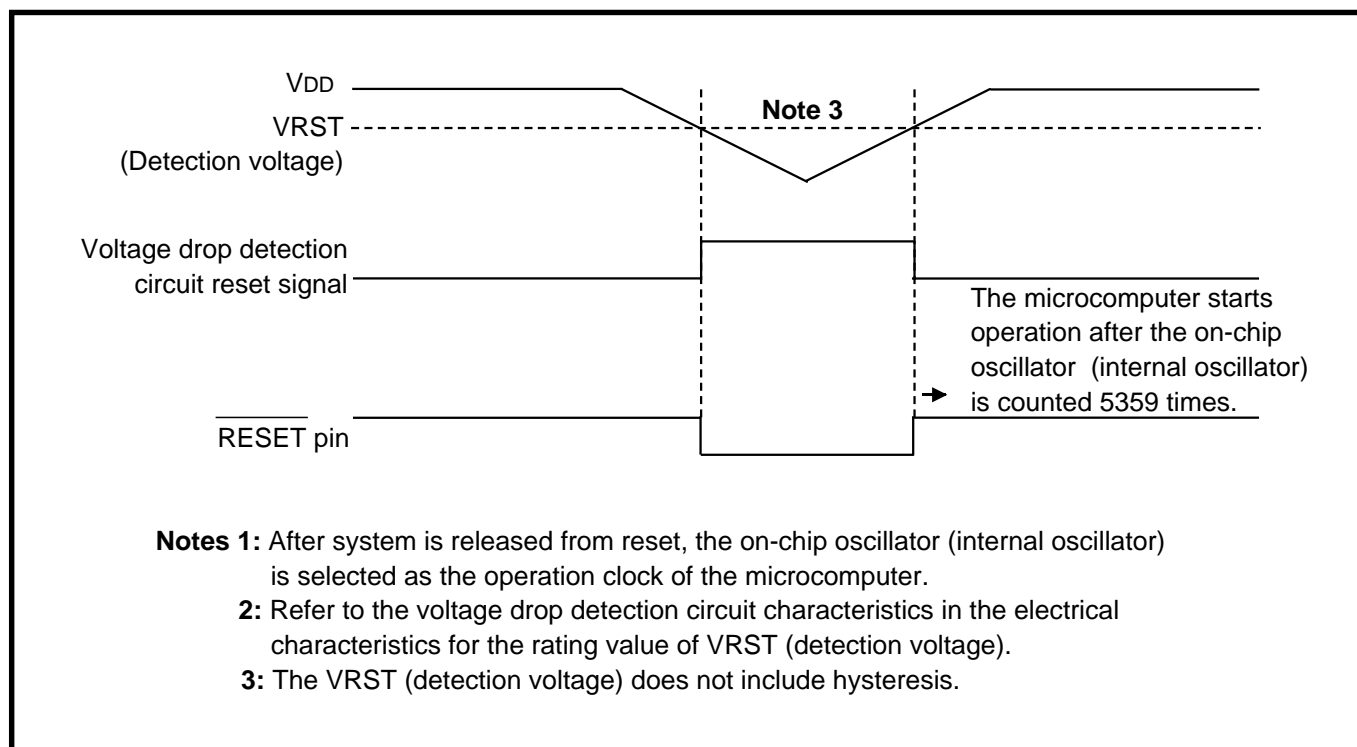 VDD
Note 3
VRST
(Detection voltage)
Voltage drop detection
circuit reset signal
The microcomputer starts
operation after the on-chip
oscillator (internal oscillator)
is counted 5359 times.
RESET pin
Notes 1: After system is released from reset, the on-chip oscillator (internal oscillator)
is selected as the operation clock of the microcomputer.
2: Refer to the voltage drop detection circuit characteristics in the electrical
characteristics for the rating value of VRST (detection voltage).
3: The VRST (detection voltage) does not include hysteresis.